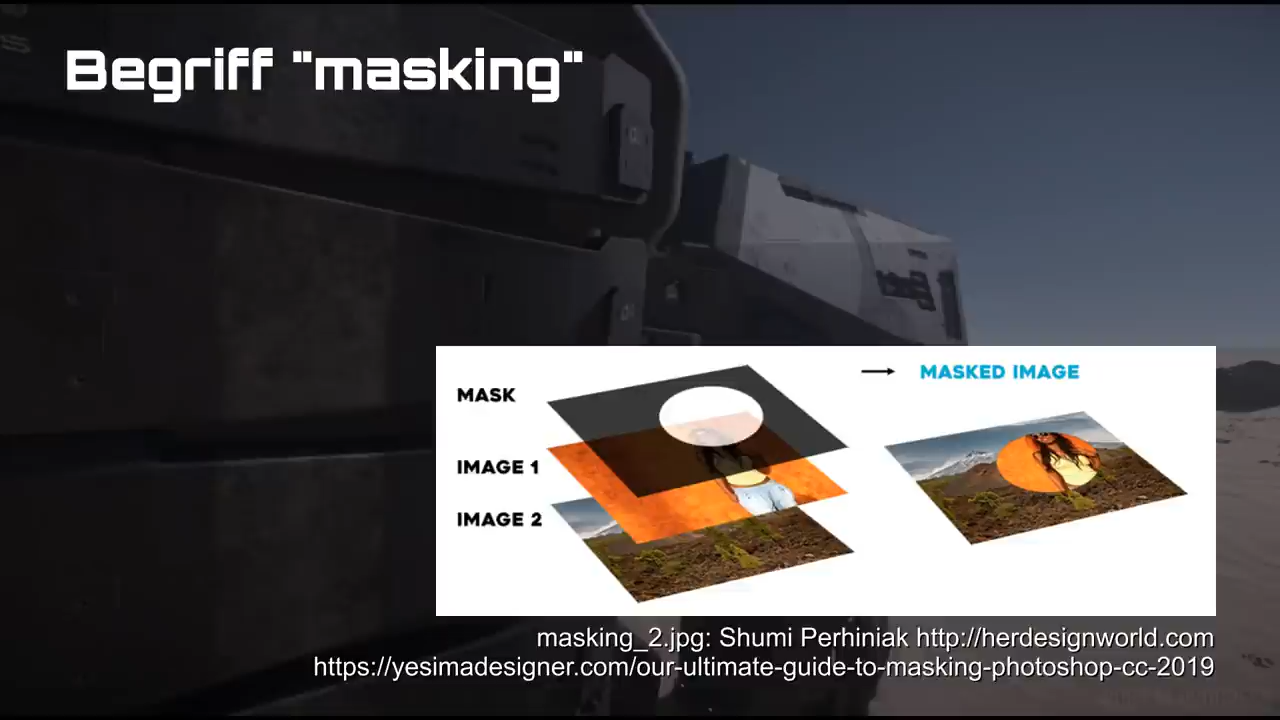 Begriff "masking"
MASK
MASKED IMAGE
IMAGE 1
IMAGE 2
masking_2.jpg: Shumi Perhiniak http://herdesignworld.com
https://yesimadesigner.com/our-ultimate-guide-to-masking-photoshop-cc-2019